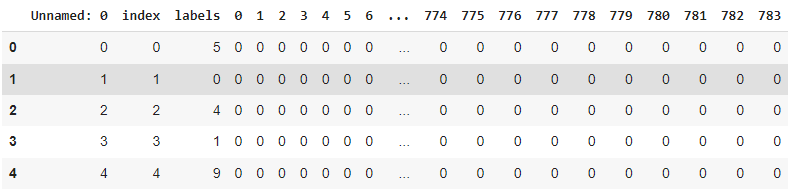 Unnamed: 0 index labels 0 1 2 3 4 5 6 ... 774 775 776 777 778 779 780 781 782 783
0 0 0 5 0 0 0 0 0 0 0 ... 0 0 0 0 0 0 0 0 0 0
1 1 1 0 0 0 0 0 0 0 0 ... 0 0 0 0 0 0 0 0 0 0
2 2 2 4 0 0 0 0 0 0 0 ... 0 0 0 0 0 0 0 0 0 0
3 3 3 1 0 0 0 0 0 0 0 ... 0 0 0 0 0 0 0 0 0 0
4 4 4 9 0 0 0 0 0 0 0 ... 0 0 0 0 0 0 0 0 0 0